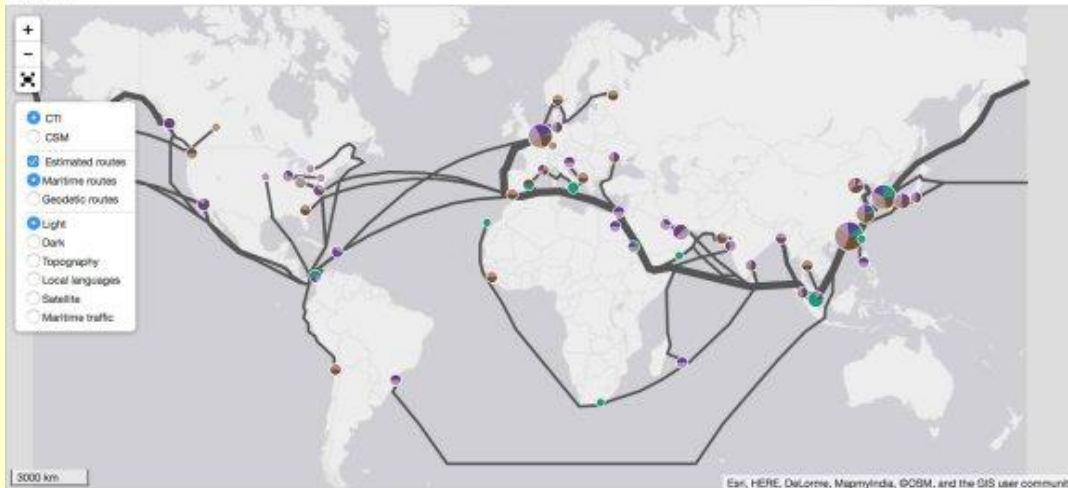 +
−
CTI
CSM
Estimated routes
Maritime routes
Geodetic routes
Light
Dark
Topography
Local languages
Satellite
Maritime traffic
3000 km
Esri, HERE, DeLorme, MapmyIndia, ©OSM, and the GIS user communit